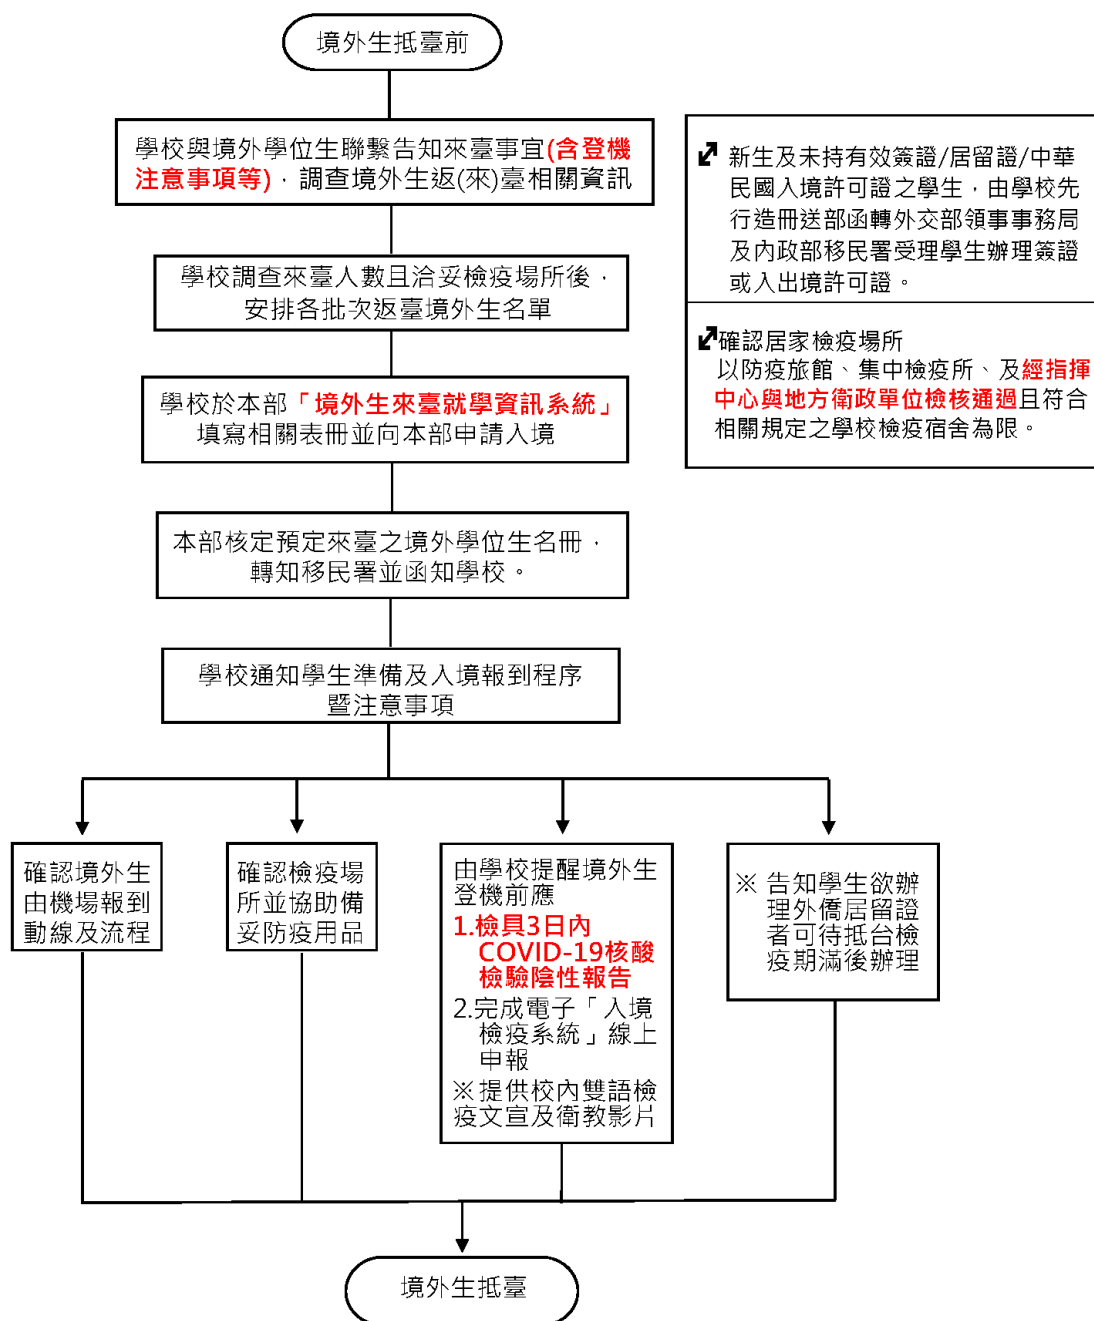 境外生抵臺前
學校與境外學位生聯繫告知來臺事宜(含登機
注意事項等)，調查境外生返(來)臺相關資訊
學校調查來臺人數且洽妥檢疫場所後，
安排各批次返臺境外生名單
學校於本部「境外生來臺就學資訊系統」
填寫相關表冊並向本部申請入境
本部核定預定來臺之境外學位生名冊，
轉知移民署並函知學校。
學校通知學生準備及入境報到程序
暨注意事項
新生及未持有效簽證/居留證/中華
民國入境許可證之學生，由學校先
行造冊送部函轉外交部領事事務局
及內政部移民署受理學生辦理簽證
或入出境許可證。
確認居家檢疫場所
以防疫旅館、集中檢疫所、及經指揮
中心與地方衛政單位檢核通過且符合
相關規定之學校檢疫宿舍為限。
確認境外生
由機場報到
動線及流程
確認檢疫場
所並協助備
妥防疫用品
由學校提醒境外生
登機前應
1.檢具3日內
COVID-19核酸
檢驗陰性報告
2.完成電子「入境
檢疫系統」線上
申報
※提供校內雙語檢
疫文宣及衛教影片
※ 告知學生欲辦
理外僑居留證
者可待抵台檢
疫期滿後辦理
境外生抵臺